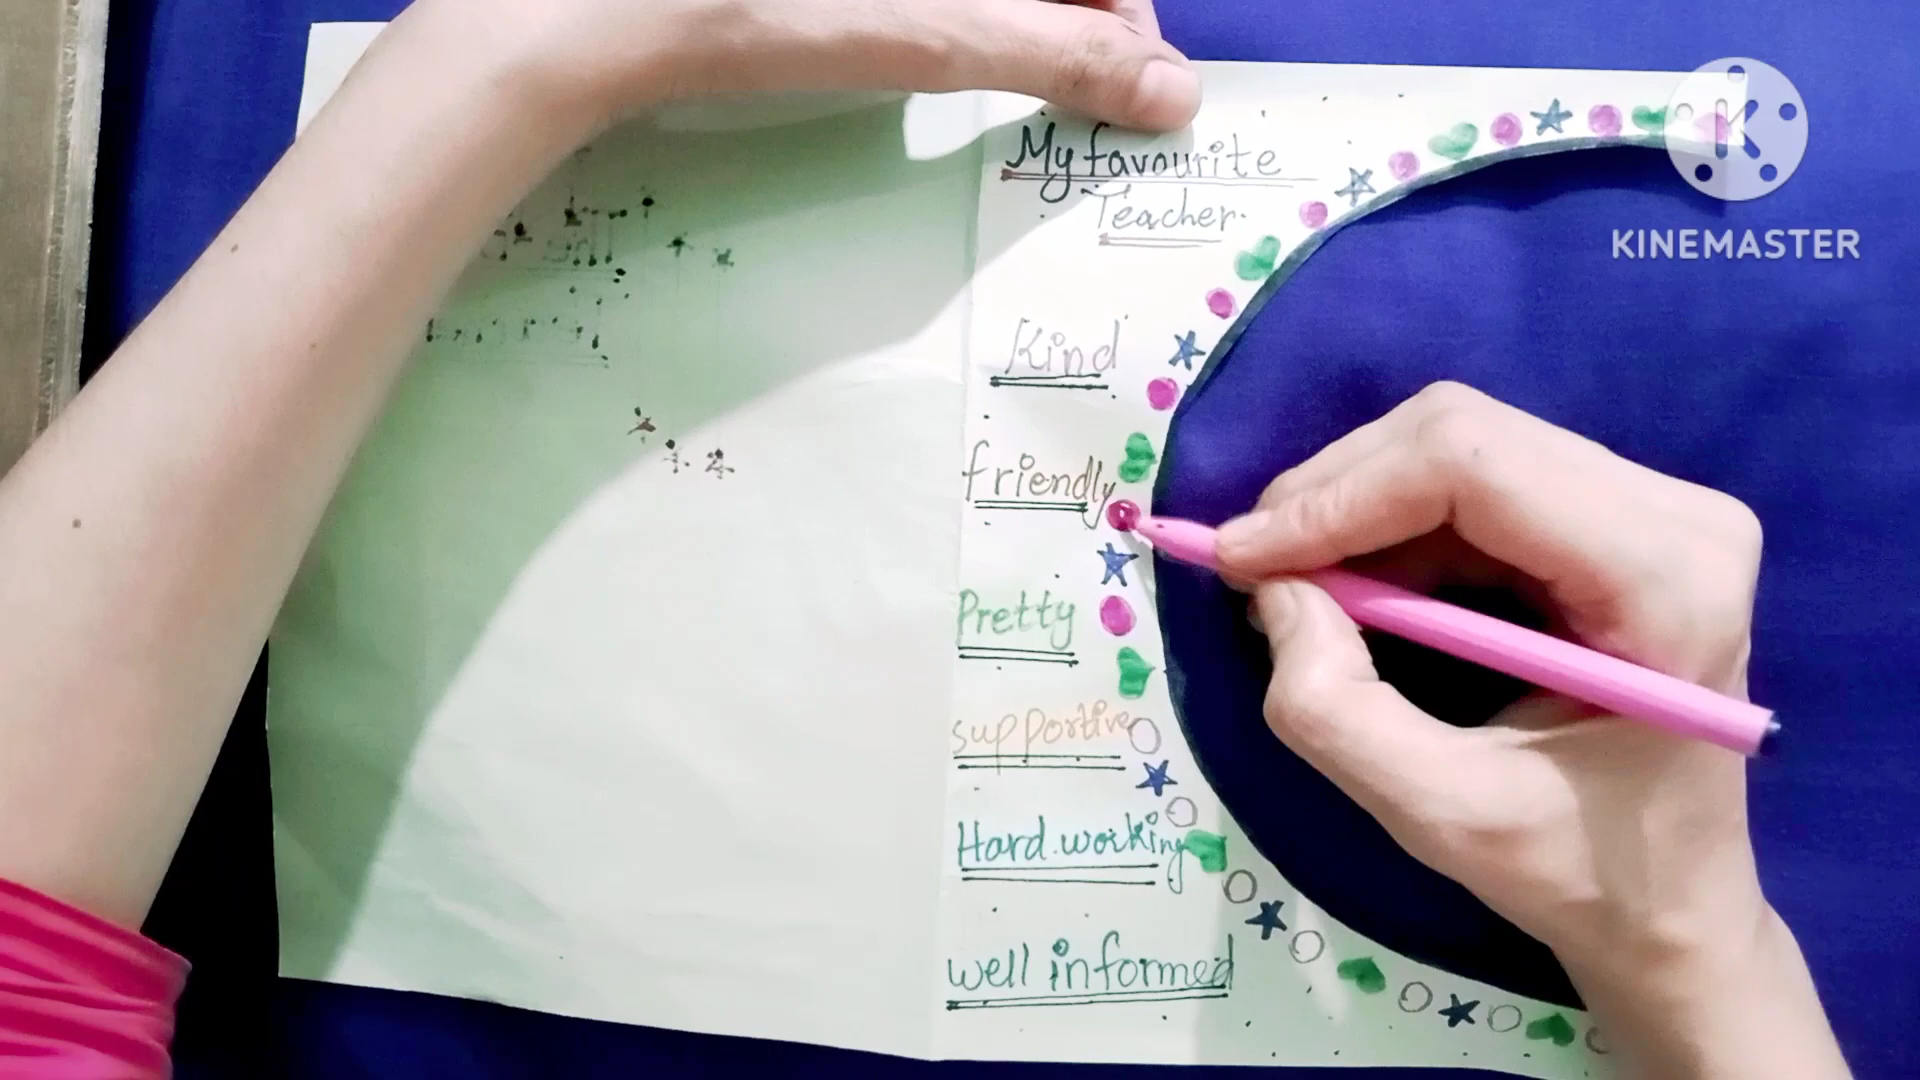 My favourite
Teacher.
Kind
friendly
Pretty
supportive
Hard.working
well informed
K
KINEMASTER